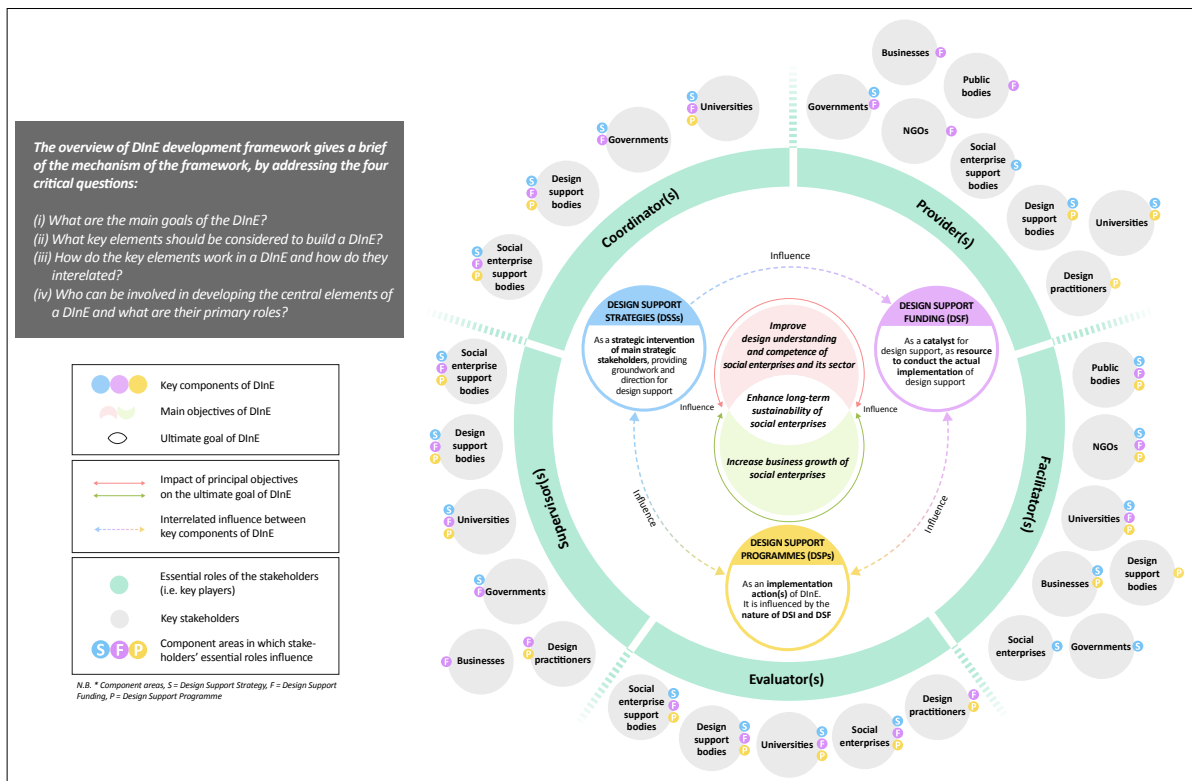 The overview of DInE development framework gives a brief
of the mechanism of the framework, by addressing the four
critical questions:
(i) What are the main goals of the DInE?
(ii) What key elements should be considered to build a DInE?
(iii) How do the key elements work in a DInE and how do they
interelated?
(iv) Who can be involved in developing the central elements of
a DInE and what are their primary roles?
Key components of DInE
Main objectives of DInE
Ultimate goal of DInE
Impact of principal objectives
on the ultimate goal of DInE
Interrelated influence between
key components of DInE
Essential roles of the stakeholders
(i.e. key players)
Key stakeholders
S F P
Component areas in which stake-
holders' essential roles influence
N.B. * Component areas, S = Design Support Strategy, F = Design Support
Funding, P = Design Support Programme
Coordinator(s)
Social
enterprise
support
bodies
S
F
P
Design
support
bodies
S
F
P
Governments
S
F
Universities
S
F
P
Provider(s)
Governments
S
F
Businesses
F
NGOs
F
Public
bodies
F
Social
enterprise
support
bodies
S
Design
support
bodies
S
P
Universities
S
P
Design
practitioners
P
Facilitator(s)
Public
bodies
S
F
P
NGOs
S
F
P
Universities
S
F
P
Businesses
S
P
Design
support
bodies
P
Governments
S
Social
enterprises
S
Evaluator(s)
Design
practitioners
F
P
Social
enterprises
S
F
P
Universities
S
F
P
Design
support
bodies
S
F
P
Social
enterprise
support
bodies
S
F
P
Supervisor(s)
Design
practitioners
F
P
Businesses
F
Governments
S
F
Universities
S
F
P
Design
support
bodies
S
F
P
Social
enterprise
support
bodies
S
F
P
Influence
DESIGN SUPPORT
STRATEGIES (DSSs)
As a strategic intervention
of main strategic
stakeholders, providing
groundwork and
direction for
design support
DESIGN SUPPORT
FUNDING (DSF)
As a catalyst for
design support, as resource
to conduct the actual
implementation of
design support
Improve
design understanding
and competence of
social enterprises and its sector
Influence
Influence
Enhance long-term
sustainability of
social enterprises
Increase business growth of
social enterprises
Influence
Influence
DESIGN SUPPORT
PROGRAMMES (DSPs)
As an implementation
action(s) of DInE.
It is influenced by the
nature of DSI and DSF